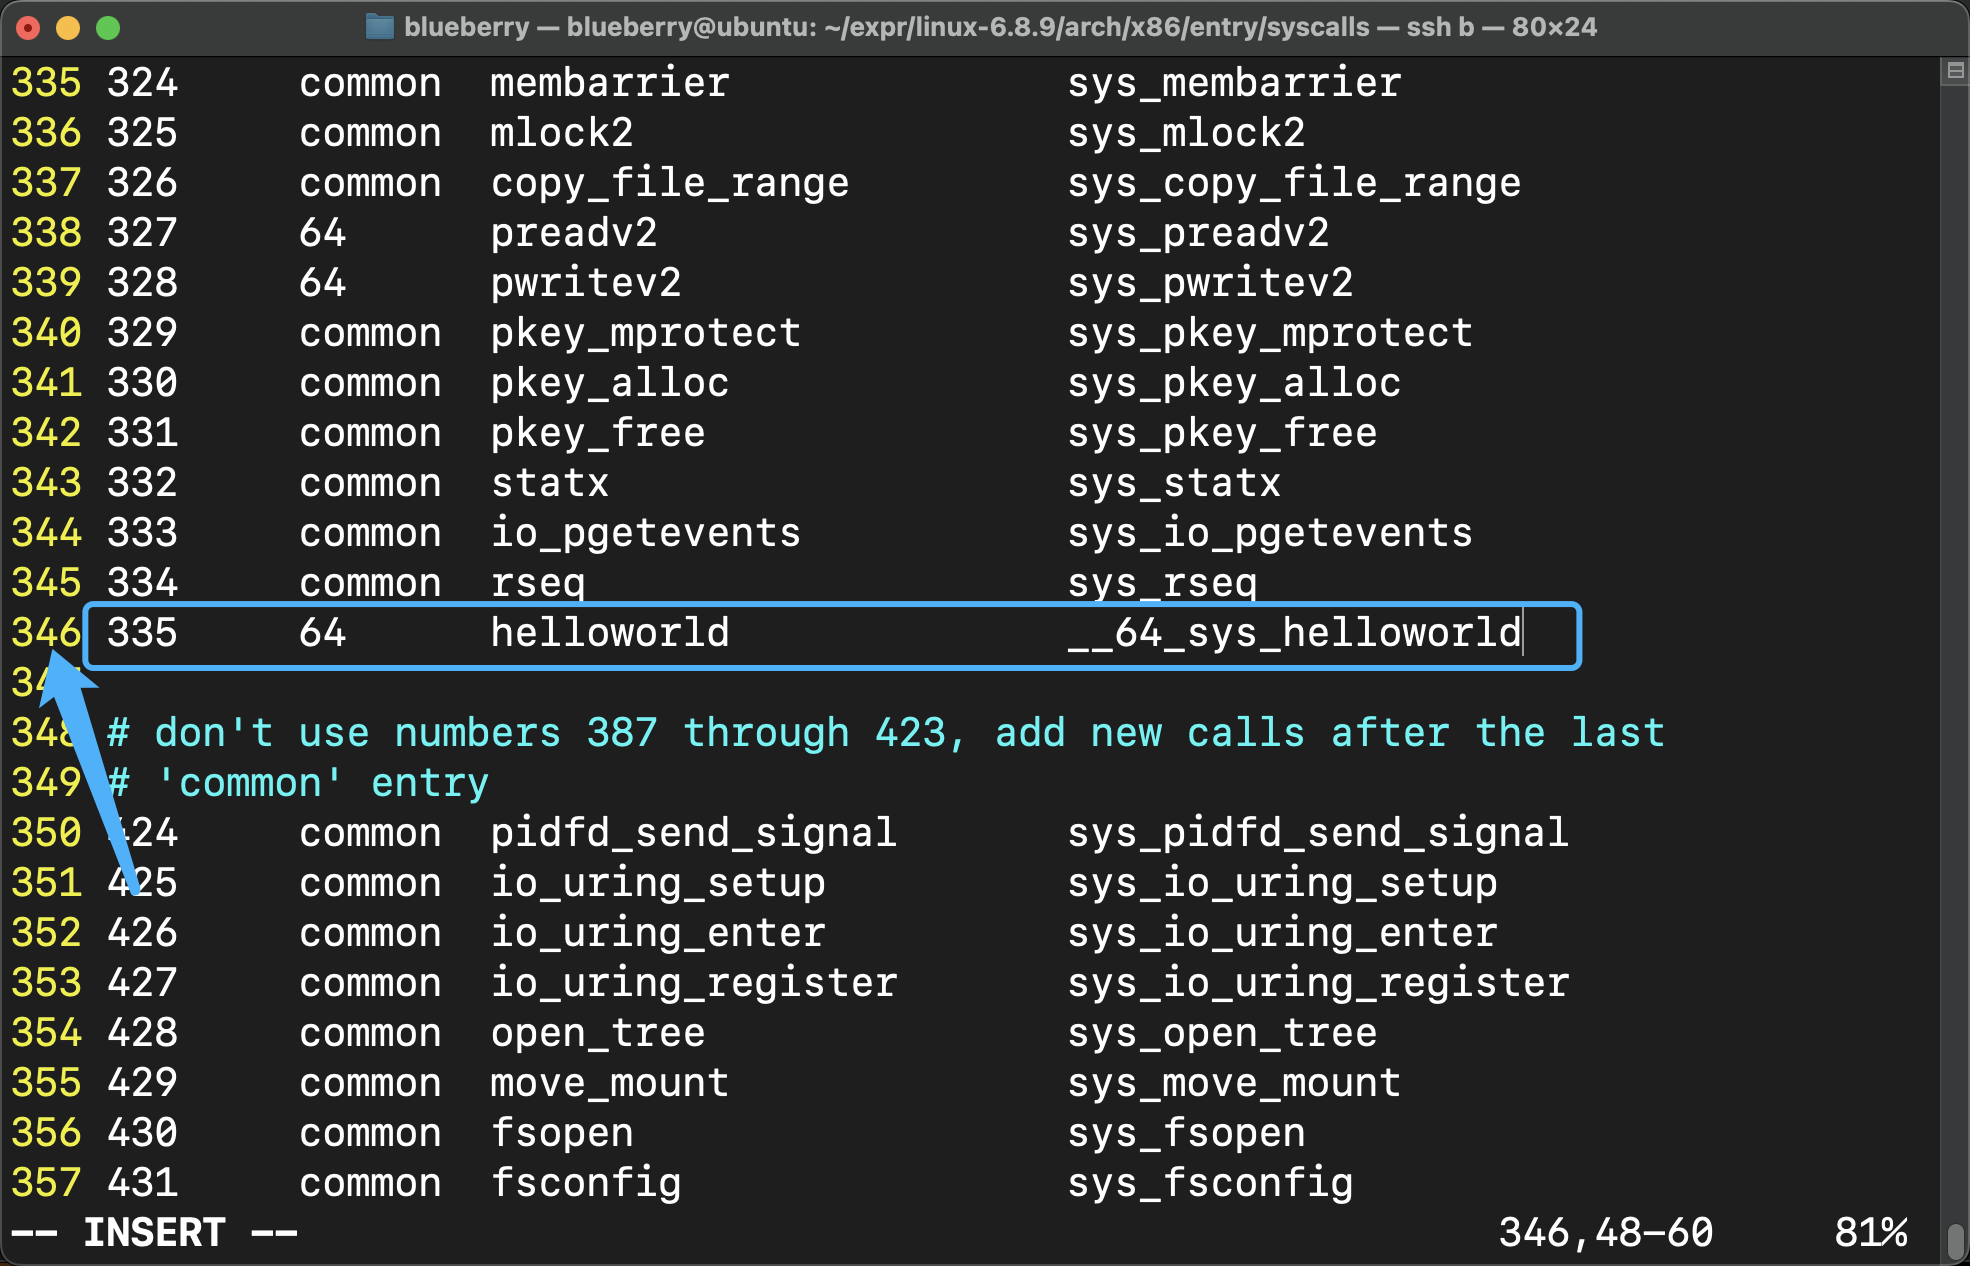 blueberry — blueberry@ubuntu: ~/expr/linux-6.8.9/arch/x86/entry/syscalls — ssh b — 80×24
335 324 common membarrier sys_membarrier
336 325 common mlock2 sys_mlock2
337 326 common copy_file_range sys_copy_file_range
338 327 64 preadv2 sys_preadv2
339 328 64 pwritev2 sys_pwritev2
340 329 common pkey_mprotect sys_pkey_mprotect
341 330 common pkey_alloc sys_pkey_alloc
342 331 common pkey_free sys_pkey_free
343 332 common statx sys_statx
344 333 common io_pgetevents sys_io_pgetevents
345 334 common rseq sys_rseq
346 335 64 helloworld __64_sys_helloworld
347
348 # don't use numbers 387 through 423, add new calls after the last
349 # 'common' entry
350 424 common pidfd_send_signal sys_pidfd_send_signal
351 425 common io_uring_setup sys_io_uring_setup
352 426 common io_uring_enter sys_io_uring_enter
353 427 common io_uring_register sys_io_uring_register
354 428 common open_tree sys_open_tree
355 429 common move_mount sys_move_mount
356 430 common fsopen sys_fsopen
357 431 common fsconfig sys_fsconfig
-- INSERT -- 346,48-60 81%